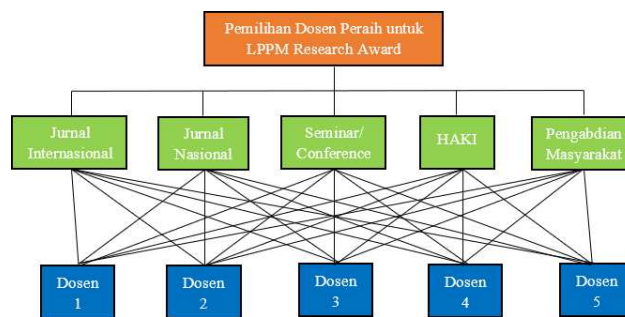 Pemilihan Dosen Peraih untuk
LPPM Research Award
Jurnal
Internasional
Jurnal
Nasional
Seminar/
Conference
HAKI
Pengabdian
Masyarakat
Dosen
1
Dosen
2
Dosen
3
Dosen
4
Dosen
5